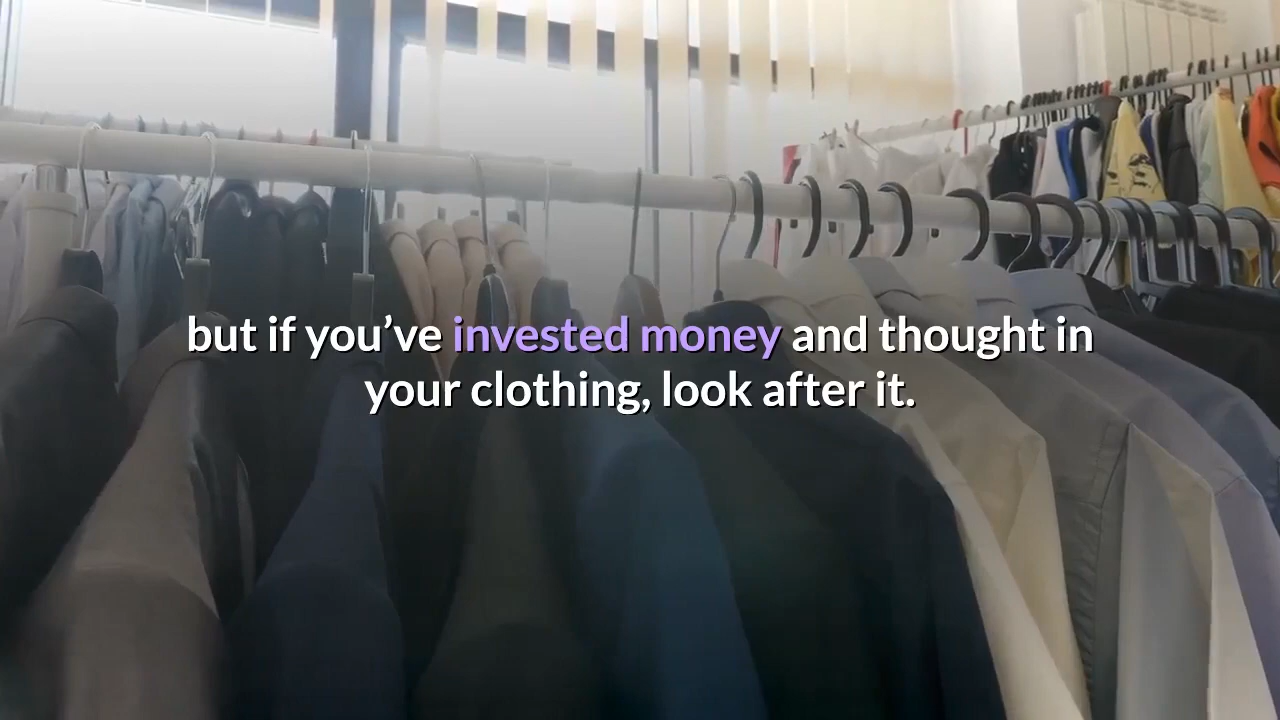 but if you’ve invested money and thought in
your clothing, look after it.